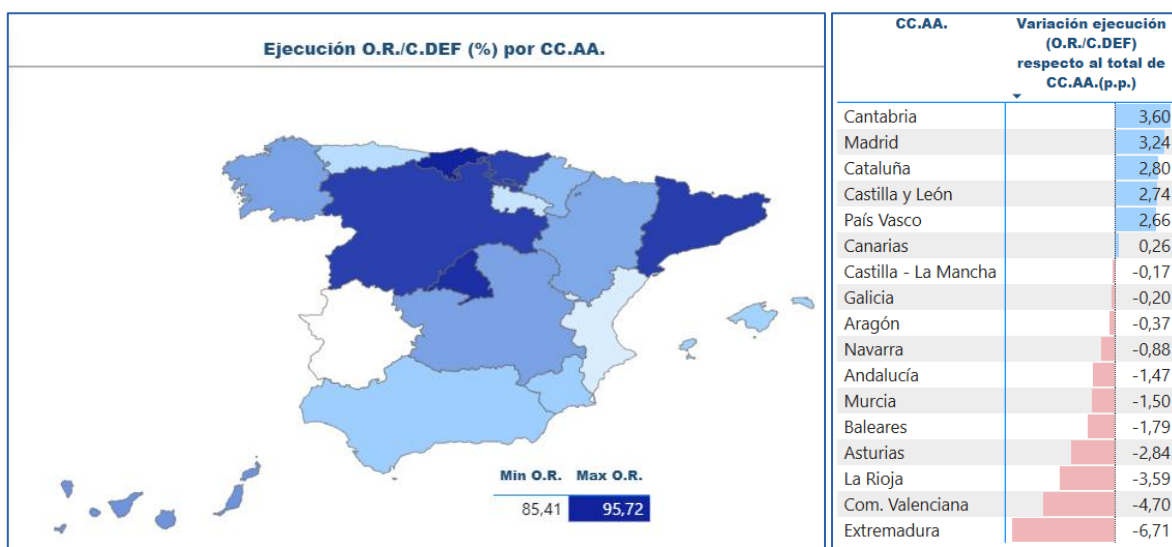 Ejecución O.R./C.DEF (%) por CC.AA.
Min O.R. Max O.R.
85,41 95,72
CC.AA. Variación ejecución
(O.R./C.DEF)
respecto al total de
CC.AA.(p.p.)
Cantabria 3,60
Madrid 3,24
Cataluña 2,80
Castilla y León 2,74
País Vasco 2,66
Canarias 0,26
Castilla - La Mancha -0,17
Galicia -0,20
Aragón -0,37
Navarra -0,88
Andalucía -1,47
Murcia -1,50
Baleares -1,79
Asturias -2,84
La Rioja -3,59
Com. Valenciana -4,70
Extremadura -6,71